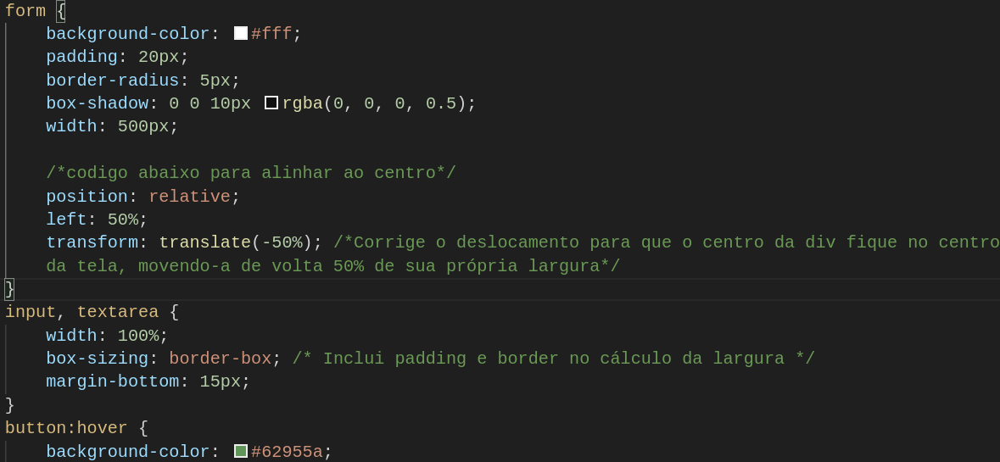 form {
    background-color: #fff;
    padding: 20px;
    border-radius: 5px;
    box-shadow: 0 0 10px rgba(0, 0, 0, 0.5);
    width: 500px;

    /*codigo abaixo para alinhar ao centro*/
    position: relative;
    left: 50%;
    transform: translate(-50%); /*Corrige o deslocamento para que o centro da div fique no centro
    da tela, movendo-a de volta 50% de sua própria largura*/
}
input, textarea {
    width: 100%;
    box-sizing: border-box; /* Inclui padding e border no cálculo da largura */
    margin-bottom: 15px;
}
button:hover {
    background-color: #62955a;